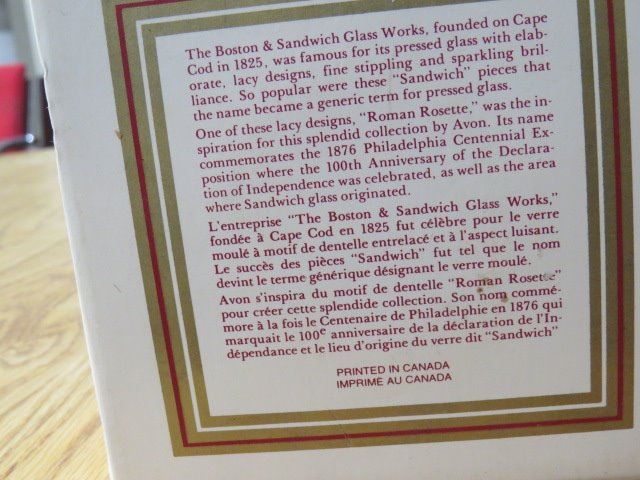 The Boston & Sandwich Glass Works, founded on Cape
Cod in 1825, was famous for its pressed glass with elab-
orate, lacy designs, fine stippling and sparkling bril-
liance. So popular were these "Sandwich" pieces that
the name became a generic term for pressed glass.
One of these lacy designs, "Roman Rosette," was the in-
spiration for this splendid collection by Avon. Its name
commemorates the 1876 Philadelphia Centennial Ex-
position where the 100th Anniversary of the Declara-
tion of Independence was celebrated, as well as the area
where Sandwich glass originated.
L'entreprise "The Boston & Sandwich Glass Works,"
fondée à Cape Cod en 1825 fut célèbre pour le verre
moulé à motif de dentelle entrelacé et à l'aspect luisant.
Le succès des pièces "Sandwich" fut tel que le nom
devint le terme générique désignant le verre moulé.
Avon s'inspira du motif de dentelle "Roman Rosette"
pour créer cette splendide collection. Son nom commé-
more à la fois le Centenaire de Philadelphie en 1876 qui
marquait le 100e anniversaire de la déclaration de l'In-
dépendance et le lieu d'origine du verre dit "Sandwich"
PRINTED IN CANADA
IMPRIMÉ AU CANADA